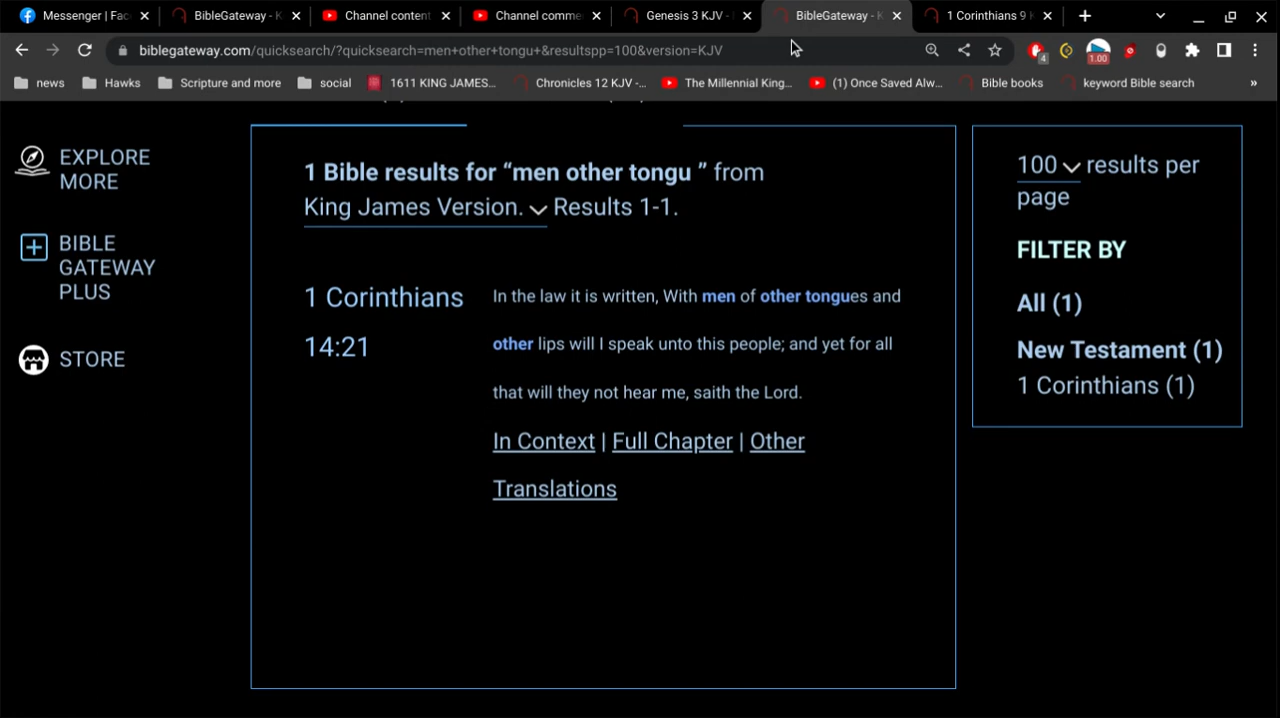 Messenger | Fac
BibleGateway - K
Channel content
Channel comme
Genesis 3 KJV -
BibleGateway - K
1 Corinthians 9 K
biblegateway.com/quicksearch/?quicksearch=men+other+tongu+&resultspp=100&version=KJV
4
1.00
news
Hawks
Scripture and more
social
1611 KING JAMES...
Chronicles 12 KJV -...
The Millennial King...
(1) Once Saved Alw...
Bible books
keyword Bible search
»
EXPLORE
MORE
BIBLE
GATEWAY
PLUS
STORE
1 Bible results for “men other tongu ” from
King James Version. Results 1-1.
1 Corinthians
14:21
In the law it is written, With men of other tongues and
other lips will I speak unto this people; and yet for all
that will they not hear me, saith the Lord.
In Context | Full Chapter | Other
Translations
100 results per
page
FILTER BY
All (1)
New Testament (1)
1 Corinthians (1)